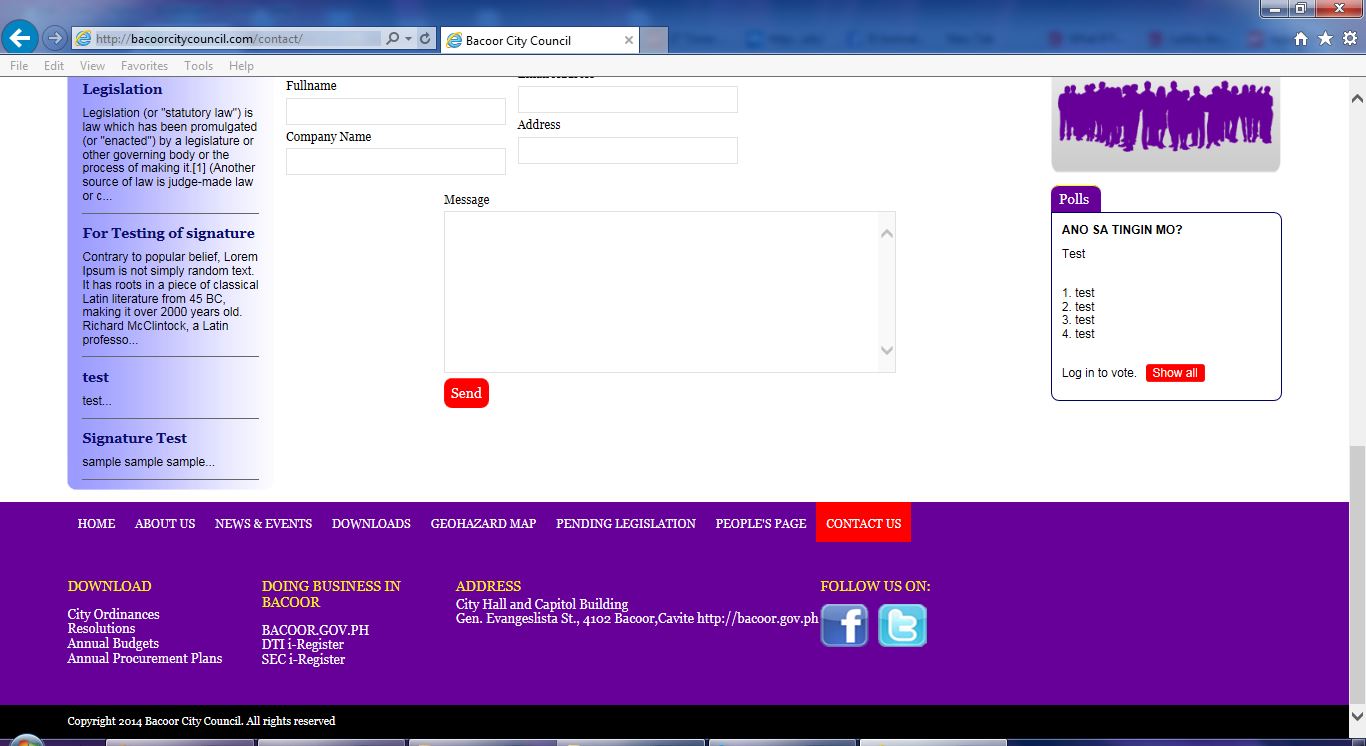 http://bacoorcitycouncil.com/contact/
Bacoor City Council
File Edit View Favorites Tools Help
Legislation
Legislation (or "statutory law") is
law which has been promulgated
(or "enacted") by a legislature or
other governing body or the
process of making it.[1] (Another
source of law is judge-made law
or c...
For Testing of signature
Contrary to popular belief, Lorem
Ipsum is not simply random text.
It has roots in a piece of classical
Latin literature from 45 BC,
making it over 2000 years old.
Richard McClintock, a Latin
professo...
test
test...
Signature Test
sample sample sample...
Fullname
Company Name
Address
Message
Send
Polls
ANO SA TINGIN MO?
Test
1. test
2. test
3. test
4. test
Log in to vote. Show all
HOME ABOUT US NEWS & EVENTS DOWNLOADS GEOHAZARD MAP PENDING LEGISLATION PEOPLE'S PAGE CONTACT US
DOWNLOAD
City Ordinances
Resolutions
Annual Budgets
Annual Procurement Plans
DOING BUSINESS IN
BACOOR
BACOOR.GOV.PH
DTI i-Register
SEC i-Register
ADDRESS
City Hall and Capitol Building
Gen. Evangeslista St., 4102 Bacoor,Cavite http://bacoor.gov.ph
FOLLOW US ON:
Copyright 2014 Bacoor City Council. All rights reserved